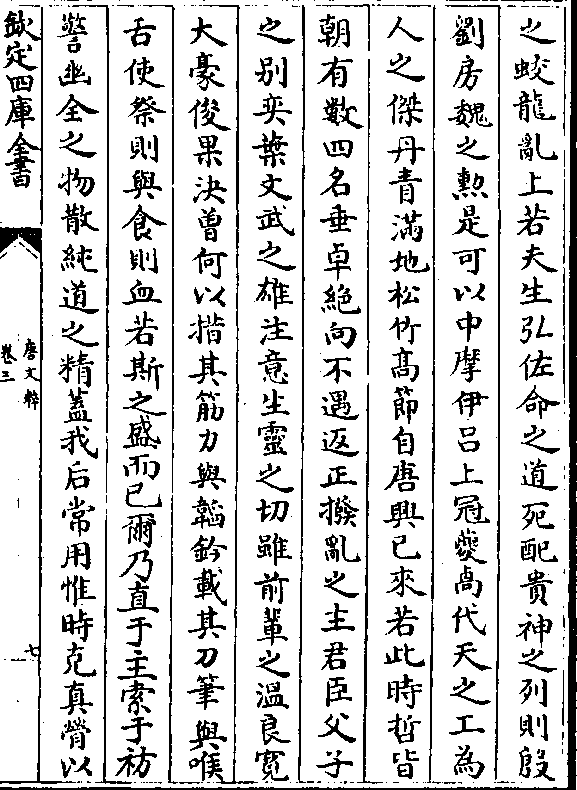 之蛟龍亂上若夫生弘佐命之道死配貴神之列則殷
劉房魏之勲是可以中摩伊吕上冠夔卨代天之工為
人之傑丹青滿地松竹髙節自唐興已來若此時哲皆
朝有數四名垂卓絶向不遇返正撥亂之主君臣父子
之别奕葉文武之雄注意生靈之切雖前輩之温良寛
大豪俊果決曽何以措其筋力與韜鈐載其刀筆與喉
舌使祭則與食則血若斯之盛而已爾乃直于主索于祊
警幽全之物散純道之精蓋我后常用惟時克真膋以
欽定四庫全書
唐文粹
卷三
七